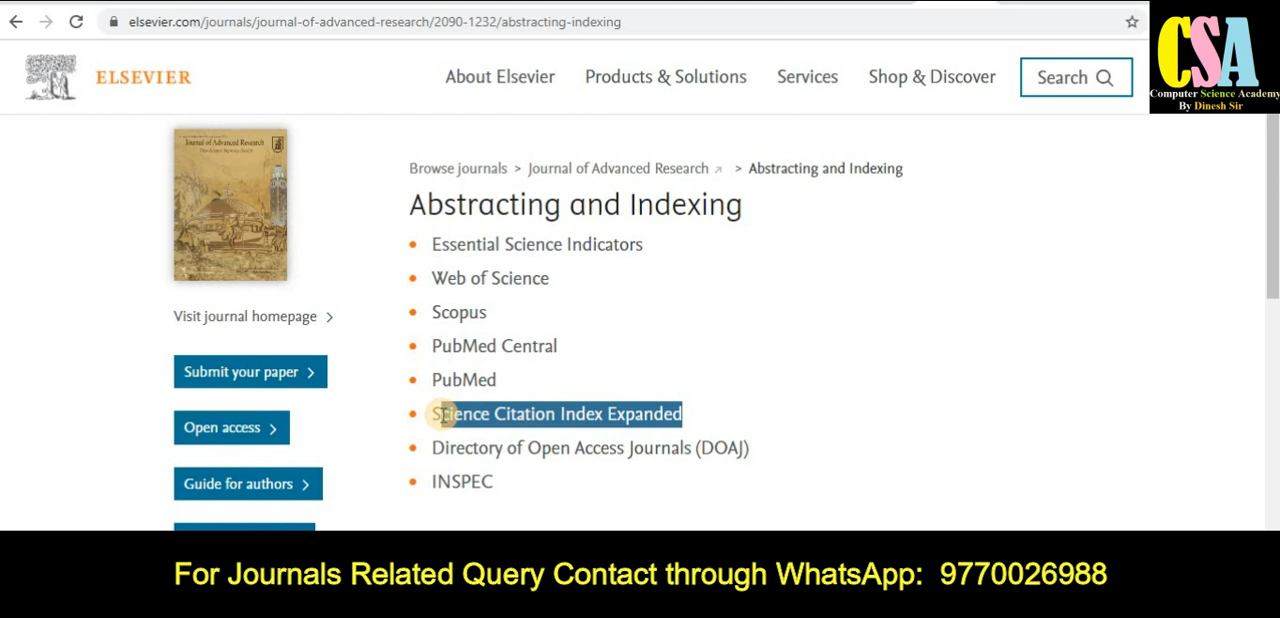 elsevier.com/journals/journal-of-advanced-research/2090-1232/abstracting-indexing
ELSEVIER
About Elsevier
Products & Solutions
Services
Shop & Discover
Search
CSA
Computer Science Academy
By Dinesh Sir
Journal of Advanced Research
Browse journals > Journal of Advanced Research > Abstracting and Indexing
Abstracting and Indexing
Essential Science Indicators
Web of Science
Scopus
PubMed Central
PubMed
Science Citation Index Expanded
Directory of Open Access Journals (DOAJ)
INSPEC
Visit journal homepage
Submit your paper
Open access
Guide for authors
For Journals Related Query Contact through WhatsApp: 9770026988